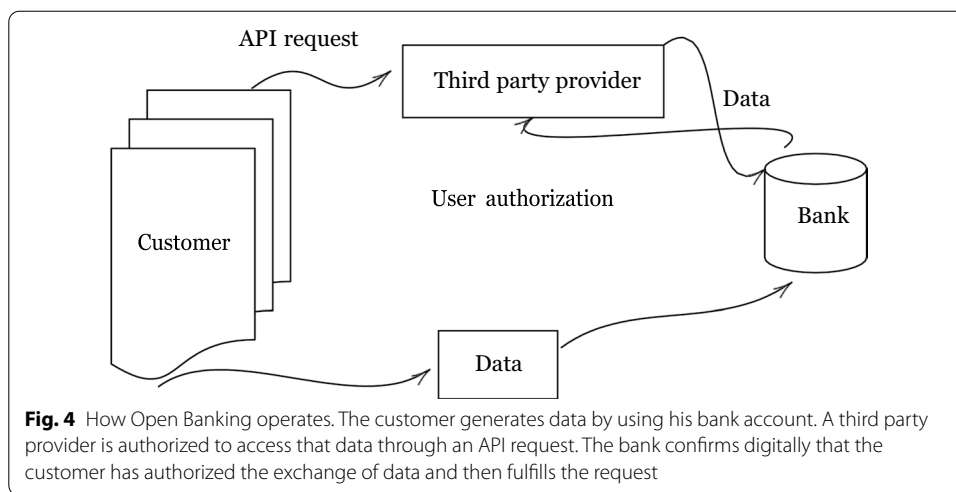 API request
Third party provider
Data
User authorization
Bank
Customer
Data
Fig. 4 How Open Banking operates. The customer generates data by using his bank account. A third party
provider is authorized to access that data through an API request. The bank confirms digitally that the
customer has authorized the exchange of data and then fulfills the request